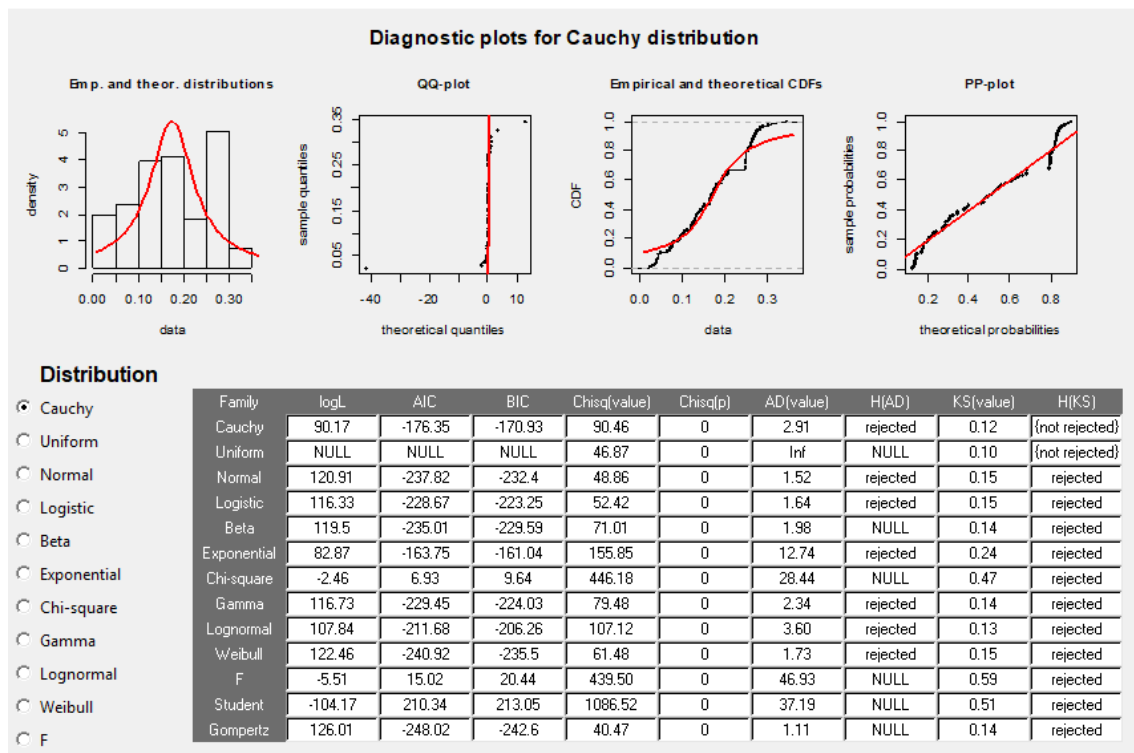 Diagnostic plots for Cauchy distribution
Emp. and theor. distributions
density
0 1 2 3 4 5
0.00 0.10 0.20 0.30
data
QQ-plot
sample quantiles
0.05 0.15 0.25 0.35
-40 -20 0 10
theoretical quantiles
Empirical and theoretical CDFs
CDF
0.0 0.2 0.4 0.6 0.8 1.0
0.0 0.1 0.2 0.3
data
PP-plot
sample probabilities
0.0 0.2 0.4 0.6 0.8 1.0
0.2 0.4 0.6 0.8
theoretical probabilities
Distribution
Cauchy
Uniform
Normal
Logistic
Beta
Exponential
Chi-square
Gamma
Lognormal
Weibull
F
Family logL AIC BIC Chisq(value) Chisq(p) AD(value) H(AD) KS(value) H(KS)
Cauchy 90.17 -176.35 -170.93 90.46 0 2.91 rejected 0.12 {not rejected}
Uniform NULL NULL NULL 46.87 0 Inf NULL 0.10 {not rejected}
Normal 120.91 -237.82 -232.4 48.86 0 1.52 rejected 0.15 rejected
Logistic 116.33 -228.67 -223.25 52.42 0 1.64 rejected 0.15 rejected
Beta 119.5 -235.01 -229.59 71.01 0 1.98 NULL 0.14 rejected
Exponential 82.87 -163.75 -161.04 155.85 0 12.74 rejected 0.24 rejected
Chi-square -2.46 6.93 9.64 446.18 0 28.44 NULL 0.47 rejected
Gamma 116.73 -229.45 -224.03 79.48 0 2.34 rejected 0.14 rejected
Lognormal 107.84 -211.68 -206.26 107.12 0 3.60 rejected 0.13 rejected
Weibull 122.46 -240.92 -235.5 61.48 0 1.73 rejected 0.15 rejected
F -5.51 15.02 20.44 439.50 0 46.93 NULL 0.59 rejected
Student -104.17 210.34 213.05 1086.52 0 37.19 NULL 0.51 rejected
Gompertz 126.01 -248.02 -242.6 40.47 0 1.11 NULL 0.14 rejected